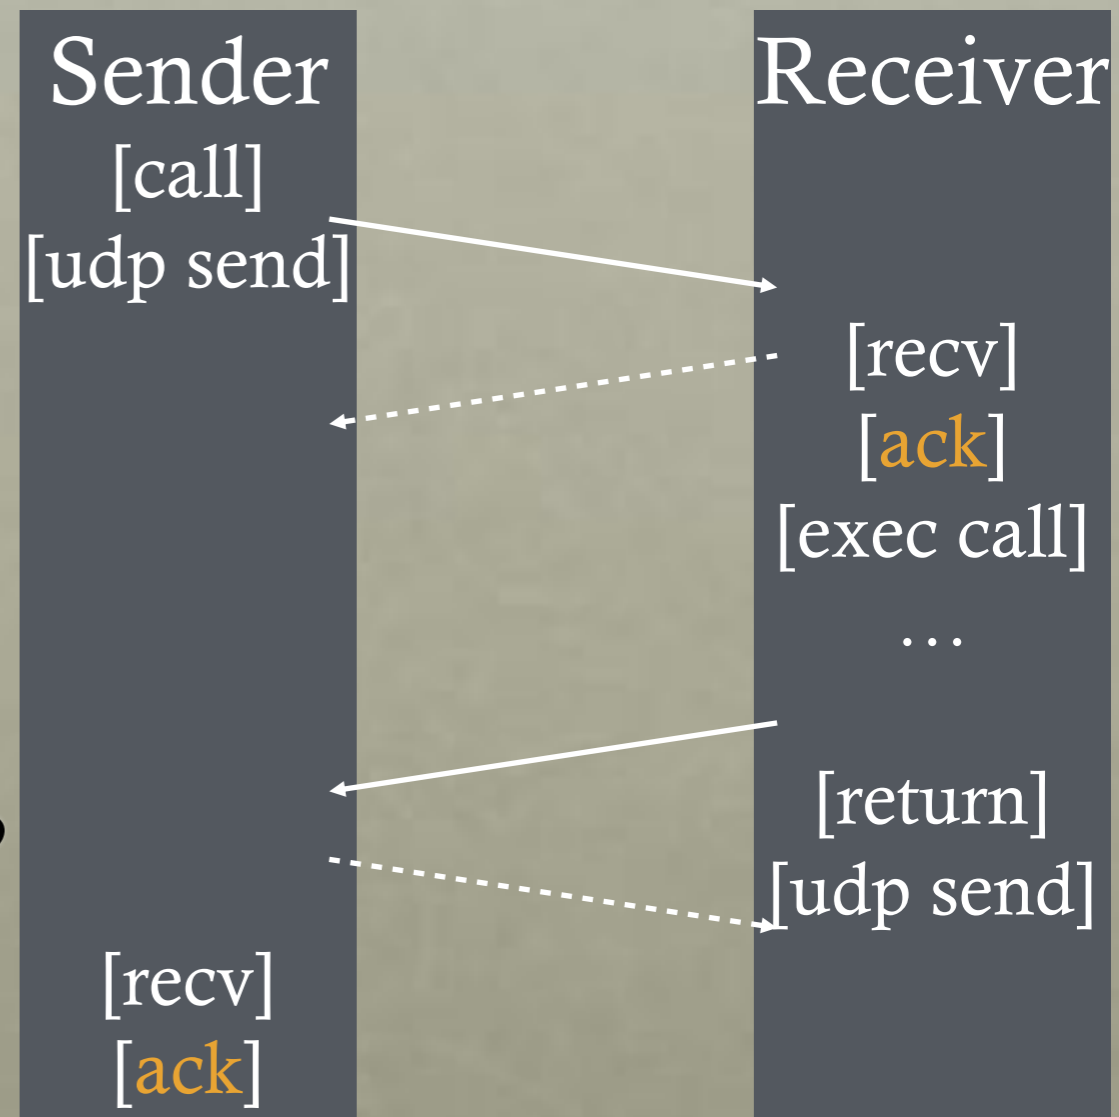 Sender
[call]
[udp send]
[recv]
[ack]
Receiver
[recv]
[ack]
[exec call]
...
[return]
[udp send]